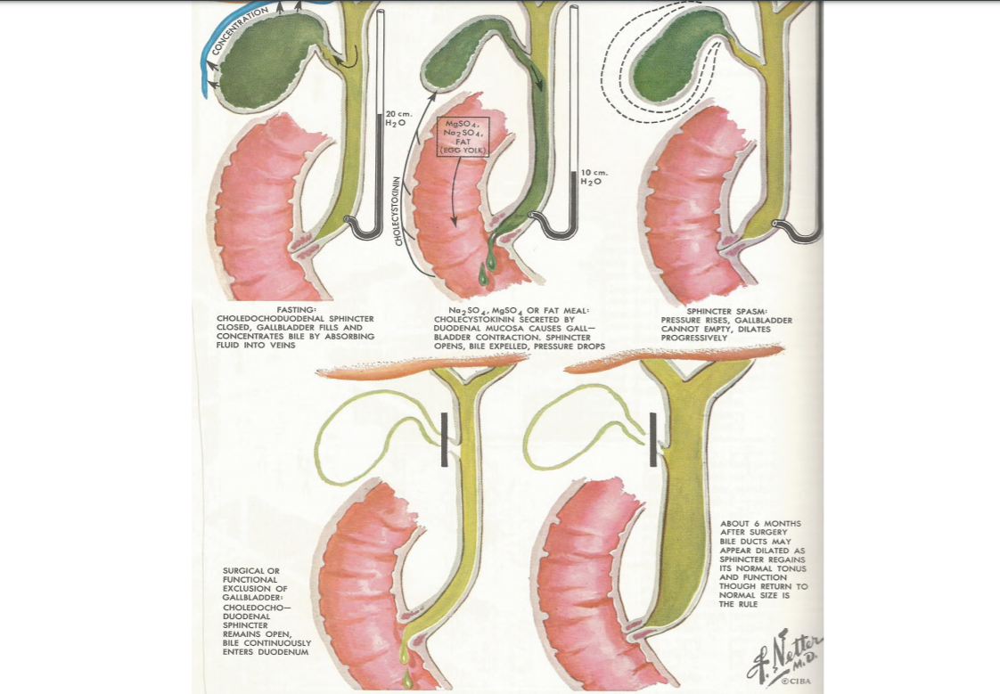 CONCENTRATION
20 cm.
H₂O
MgSO₄,
Na₂SO₄,
FAT
(EGG YOLK)
CHOLECYSTOKININ
10 cm.
H₂O
FASTING:
CHOLEDOCHODUODENAL SPHINCTER
CLOSED, GALLBLADDER FILLS AND
CONCENTRATES BILE BY ABSORBING
FLUID INTO VEINS
Na₂SO₄, MgSO₄ OR FAT MEAL:
CHOLECYSTOKININ SECRETED BY
DUODENAL MUCOSA CAUSES GALL—
BLADDER CONTRACTION. SPHINCTER
OPENS, BILE EXPELLED, PRESSURE DROPS
SPHINCTER SPASM:
PRESSURE RISES, GALLBLADDER
CANNOT EMPTY, DILATES
PROGRESSIVELY
SURGICAL OR
FUNCTIONAL
EXCLUSION OF
GALLBLADDER:
CHOLEDOCHO—
DUODENAL
SPHINCTER
REMAINS OPEN,
BILE CONTINUOUSLY
ENTERS DUODENUM
ABOUT 6 MONTHS
AFTER SURGERY
BILE DUCTS MAY
APPEAR DILATED AS
SPHINCTER REGAINS
ITS NORMAL TONUS
AND FUNCTION
THOUGH RETURN TO
NORMAL SIZE IS
THE RULE
F. Netter
M.D.
©CIBA